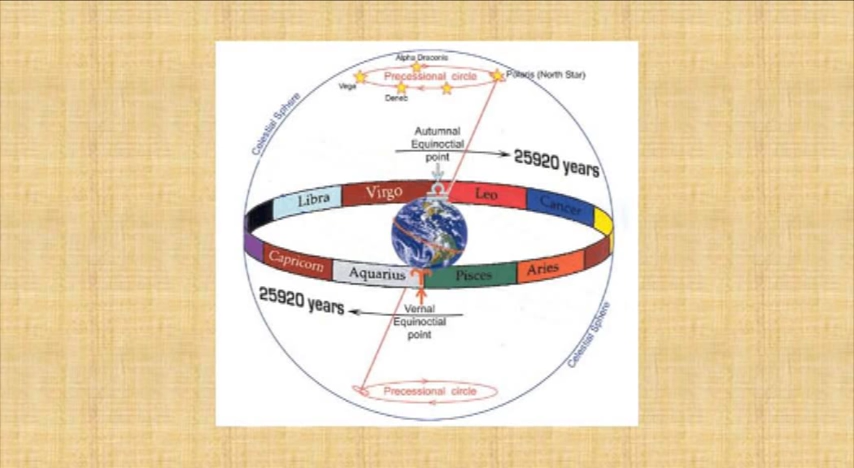 Alpha Draconis
Precessional circle
Polaris (North Star)
Vega
Deneb
Celestial Sphere
Autumnal
Equinoctial
point
25920 years
Libra
Virgo
Leo
Cancer
Capricorn
Aquarius
Pisces
Aries
25920 years
Vernal
Equinoctial
point
Celestial Sphere
Precessional circle